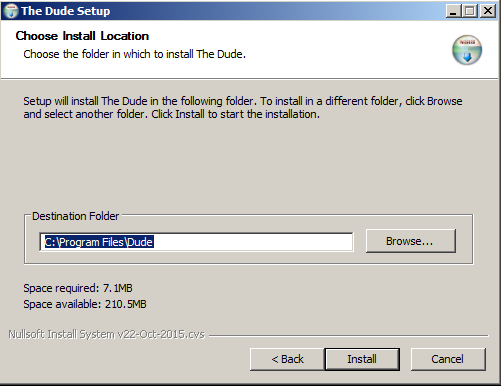 The Dude Setup
Choose Install Location
Choose the folder in which to install The Dude.
Setup will install The Dude in the following folder. To install in a different folder, click Browse
and select another folder. Click Install to start the installation.
Destination Folder
C:\Program Files\Dude
Browse...
Space required: 7.1MB
Space available: 210.5MB
Nullsoft Install System v22-Oct-2015.cvs
< Back
Install
Cancel